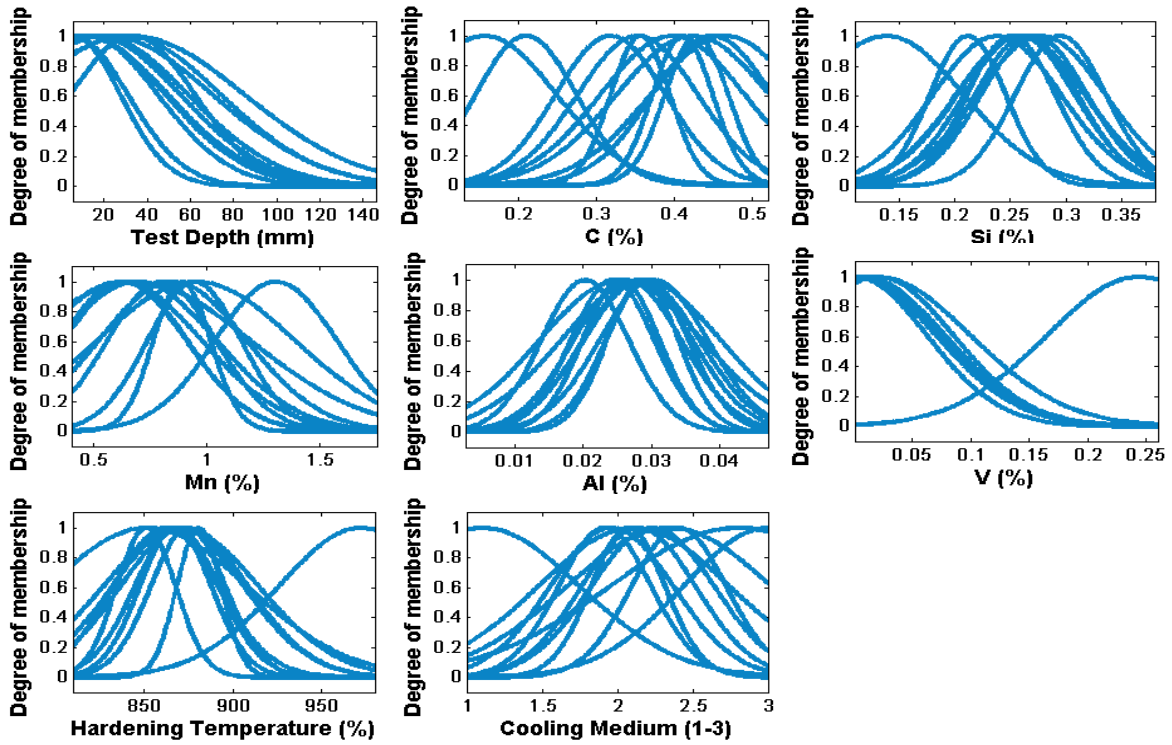 Degree of membership
1
0.8
0.6
0.4
0.2
0
20 40 60 80 100 120 140
Test Depth (mm)
Degree of membership
1
0.8
0.6
0.4
0.2
0
0.2 0.3 0.4 0.5
C (%)
Degree of membership
1
0.8
0.6
0.4
0.2
0
0.15 0.2 0.25 0.3 0.35
Si (%)
Degree of membership
1
0.8
0.6
0.4
0.2
0
0.5 1 1.5
Mn (%)
Degree of membership
1
0.8
0.6
0.4
0.2
0
0.01 0.02 0.03 0.04
Al (%)
Degree of membership
1
0.8
0.6
0.4
0.2
0
0.05 0.1 0.15 0.2 0.25
V (%)
Degree of membership
1
0.8
0.6
0.4
0.2
0
850 900 950
Hardening Temperature (%)
Degree of membership
1
0.8
0.6
0.4
0.2
0
1 1.5 2 2.5 3
Cooling Medium (1-3)